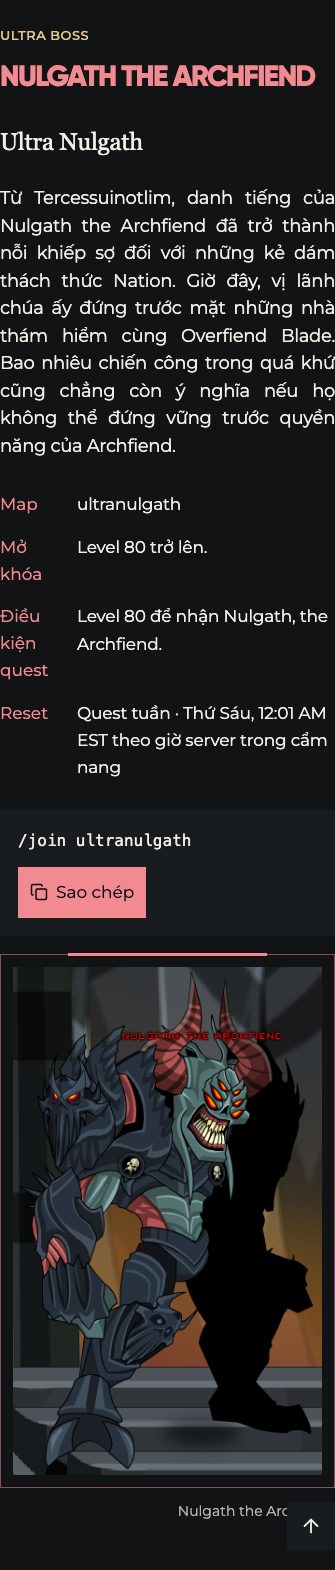 ULTRA BOSS
NULGATH THE ARCHFIEND
Ultra Nulgath
Từ Tercessuinotlim, danh tiếng của
Nulgath the Archfiend đã trở thành
nỗi khiếp sợ đối với những kẻ dám
thách thức Nation. Giờ đây, vị lãnh
chúa ấy đứng trước mặt những nhà
thám hiểm cùng Overfiend Blade.
Bao nhiêu chiến công trong quá khứ
cũng chẳng còn ý nghĩa nếu họ
không thể đứng vững trước quyền
năng của Archfiend.
Map ultranulgath
Mở Level 80 trở lên.
khóa
Điều Level 80 để nhận Nulgath, the
kiện Archfiend.
quest
Reset Quest tuần · Thứ Sáu, 12:01 AM
EST theo giờ server trong cẩm
nang
/join ultranulgath
Sao chép
NULGATH THE ARCHFIEND
Nulgath the Arc